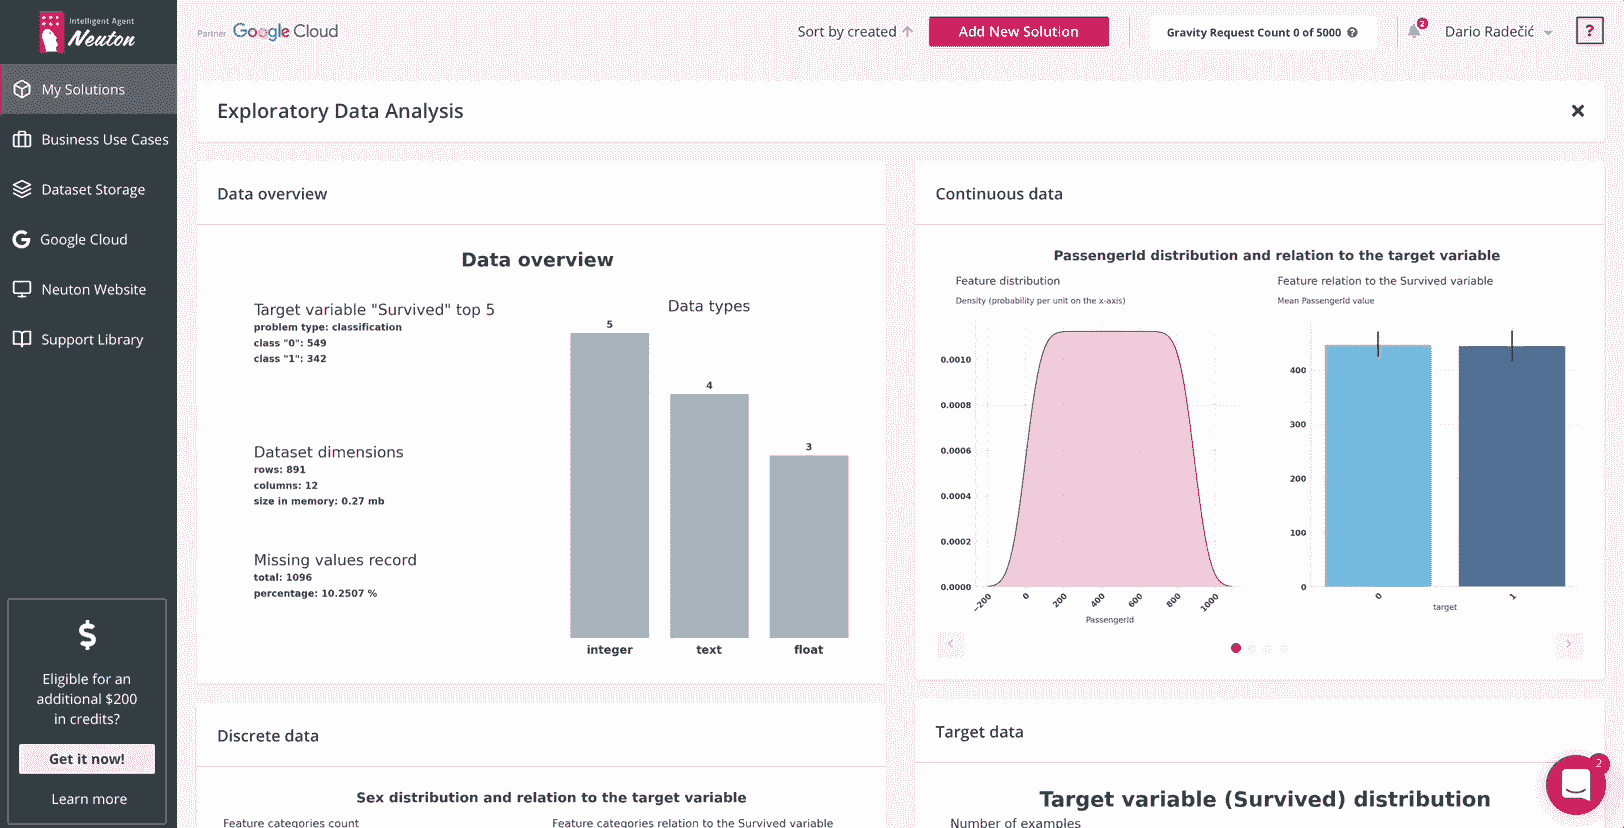 Intelligent Agent
Neuton
My Solutions
Business Use Cases
Dataset Storage
Google Cloud
Neuton Website
Support Library
$
Eligible for an
additional $200
in credits?
Get it now!
Learn more
Partner Google Cloud
Sort by created
Add New Solution
Gravity Request Count 0 of 5000 ?
2
Dario Radečić
?
Exploratory Data Analysis
Data overview
Data overview
Target variable "Survived" top 5
problem type: classification
class "0": 549
class "1": 342
Dataset dimensions
rows: 891
columns: 12
size in memory: 0.27 mb
Missing values record
total: 1096
percentage: 10.2507 %
Data types
5
4
3
integer text float
Continuous data
PassengerId distribution and relation to the target variable
Feature distribution
Density (probability per unit on the x-axis)
0.0010
0.0008
0.0006
0.0004
0.0002
0.0000
−200 0 200 400 600 800 1000
PassengerId
Feature relation to the Survived variable
Mean PassengerId value
400
300
200
100
0
0 1
target
Discrete data
Sex distribution and relation to the target variable
Feature categories count
Feature categories relation to the Survived variable
Target data
Target variable (Survived) distribution
Number of examples
2